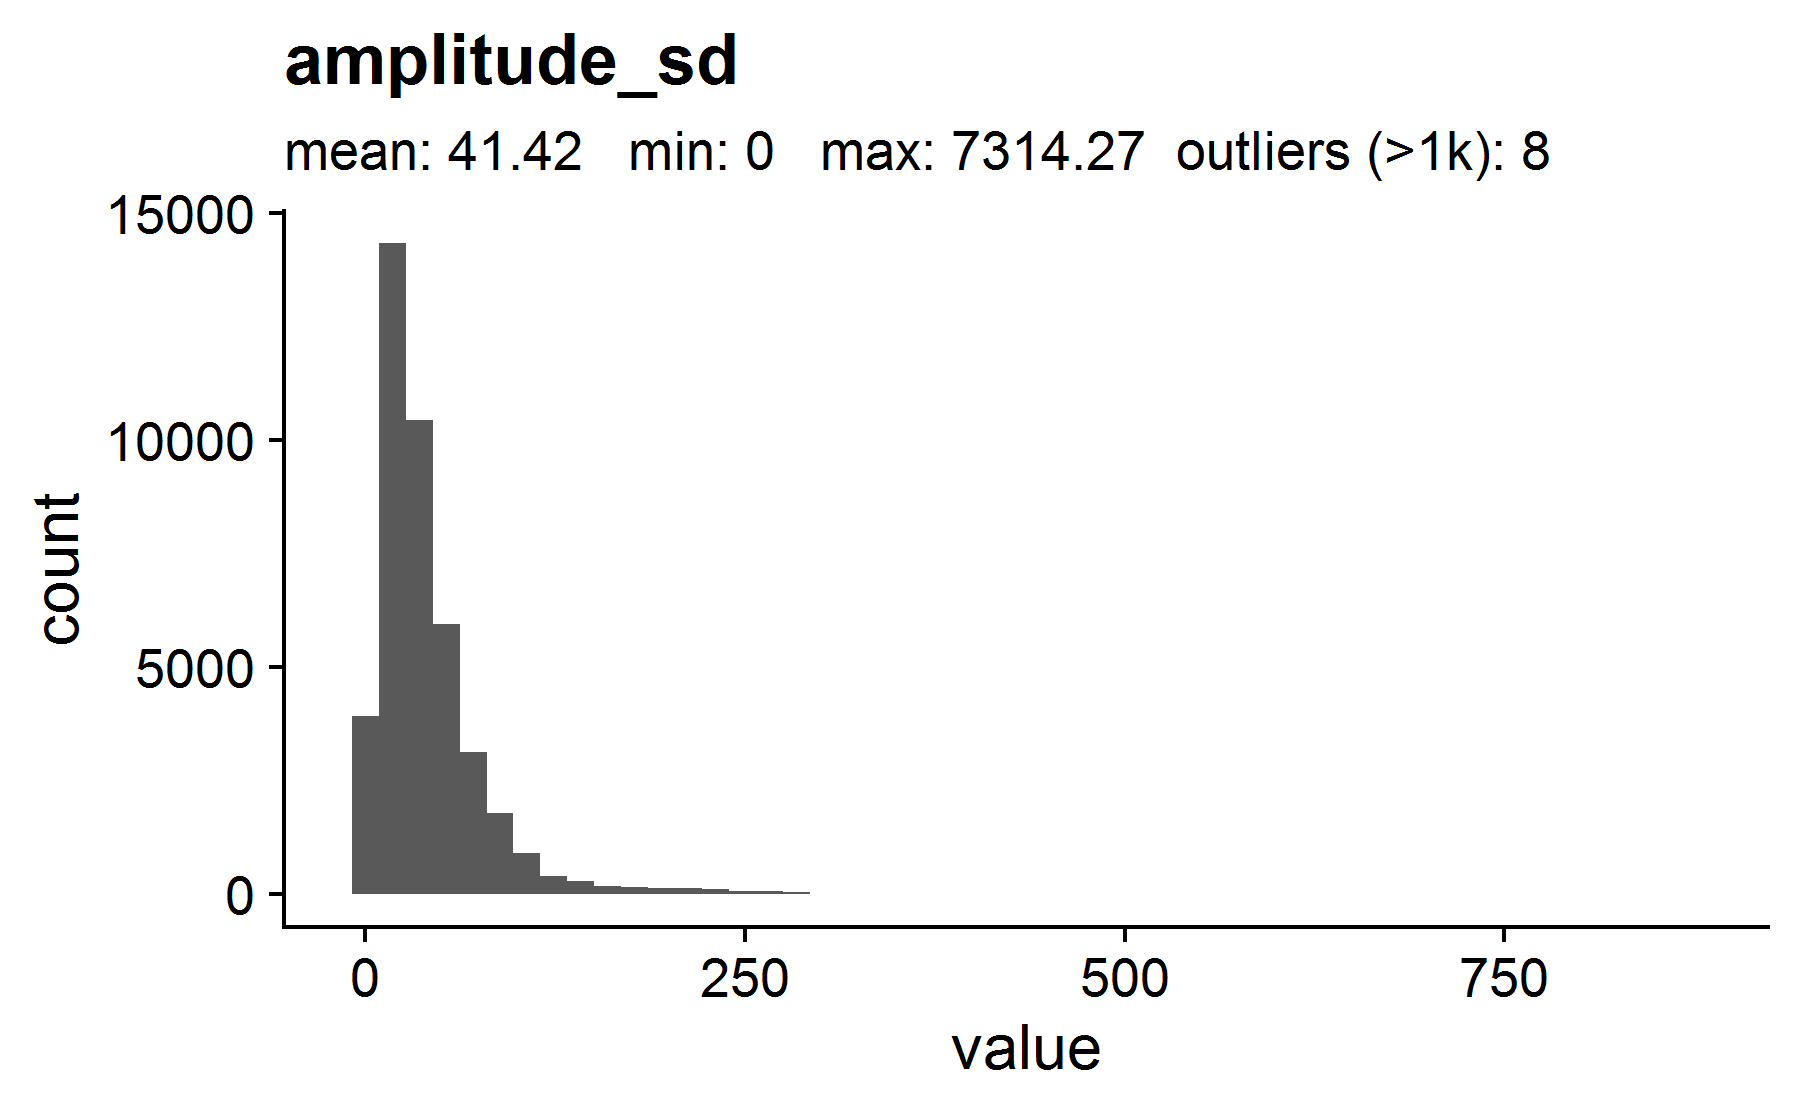 amplitude_sd
mean: 41.42 min: 0 max: 7314.27 outliers (>1k): 8
15000
10000
5000
0
count
0 250 500 750
value